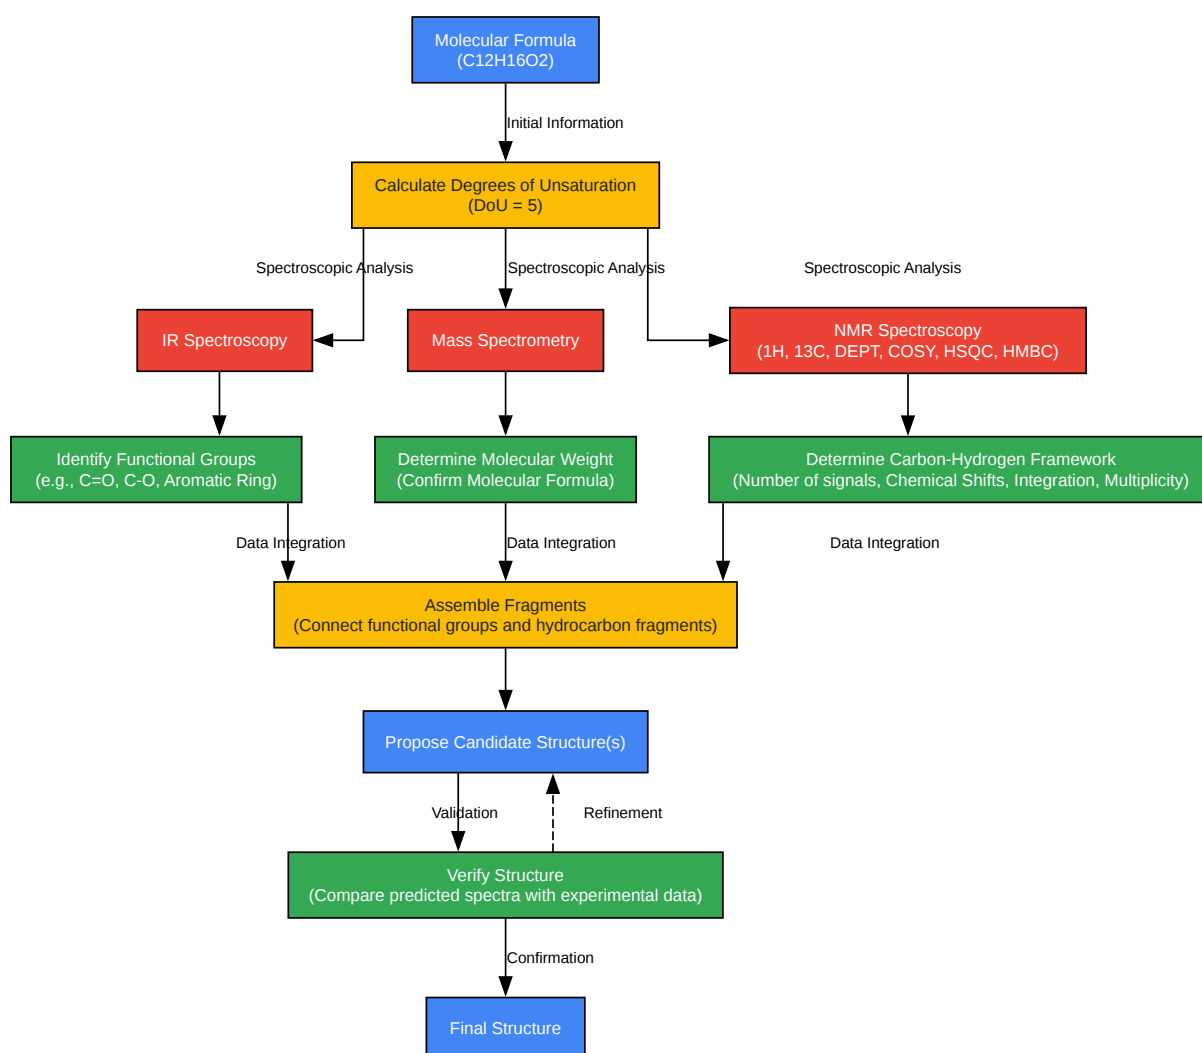 Molecular Formula
(C12H16O2)
Initial Information
Calculate Degrees of Unsaturation
(DoU = 5)
Spectroscopic Analysis
Spectroscopic Analysis
Spectroscopic Analysis
IR Spectroscopy
Mass Spectrometry
NMR Spectroscopy
(1H, 13C, DEPT, COSY, HSQC, HMBC)
Identify Functional Groups
(e.g., C=O, C-O, Aromatic Ring)
Determine Molecular Weight
(Confirm Molecular Formula)
Determine Carbon-Hydrogen Framework
(Number of signals, Chemical Shifts, Integration, Multiplicity)
Data Integration
Data Integration
Data Integration
Assemble Fragments
(Connect functional groups and hydrocarbon fragments)
Propose Candidate Structure(s)
Validation
Refinement
Verify Structure
(Compare predicted spectra with experimental data)
Confirmation
Final Structure